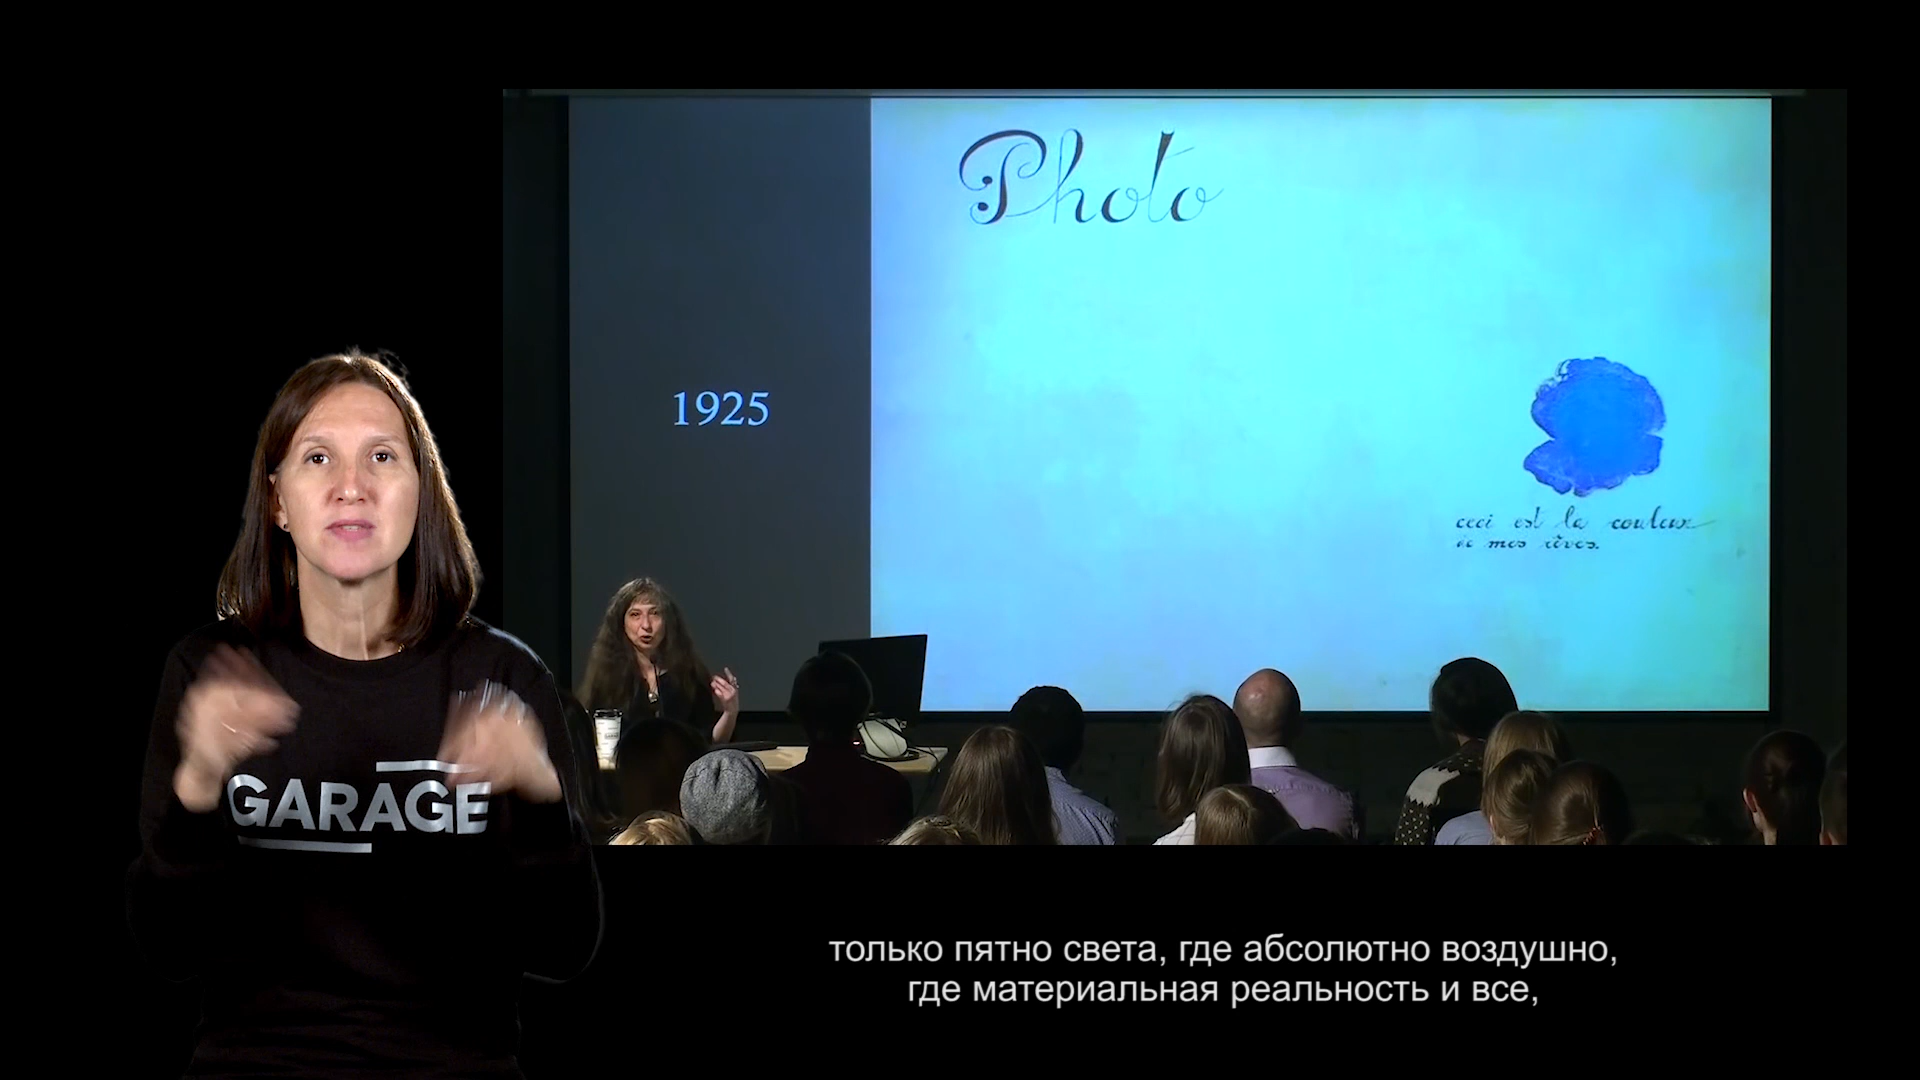 Photo
1925
ceci est la couleur
de mes rêves.
GARAGE
только пятно света, где абсолютно воздушно,
где материальная реальность и все,